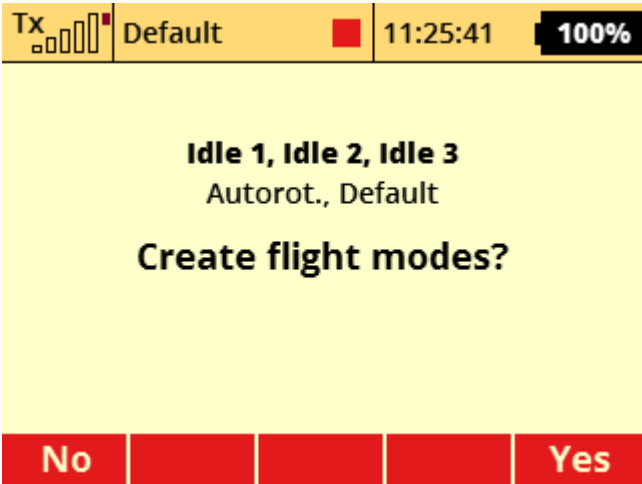 Tx Default 11:25:41 100%
Idle 1, Idle 2, Idle 3
Autorot., Default
Create flight modes?
No Yes